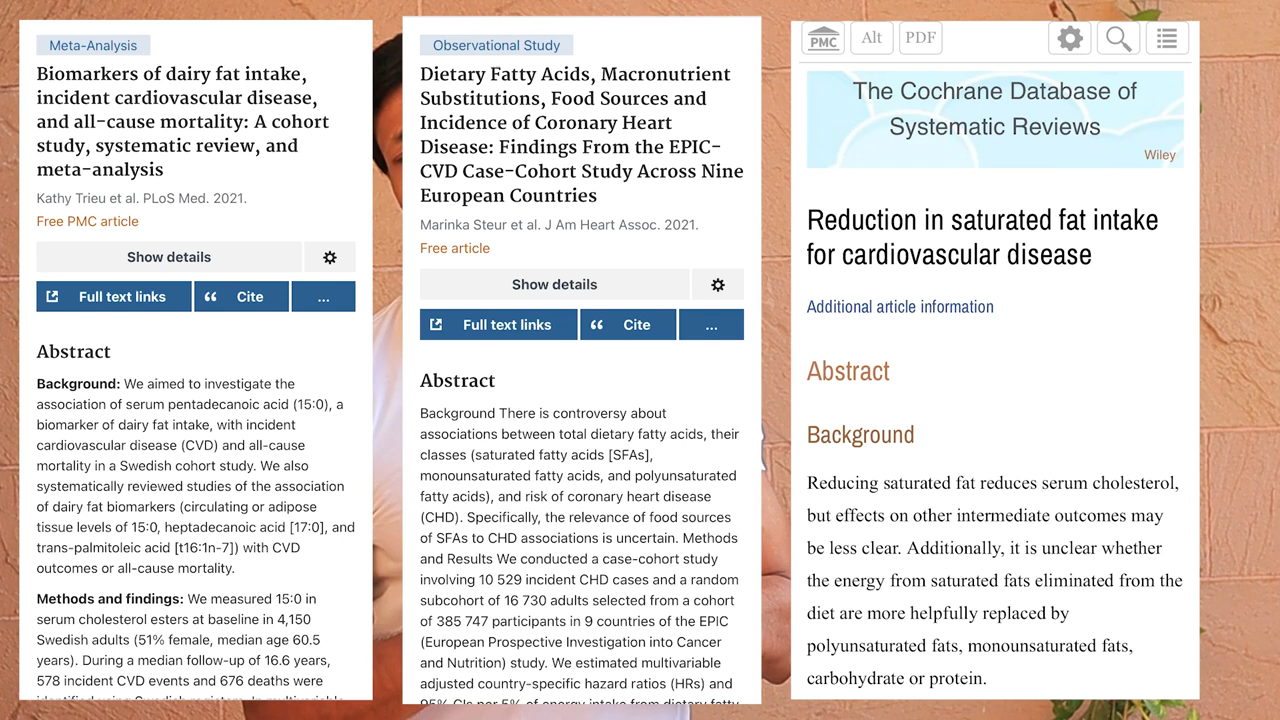 Meta-Analysis
Biomarkers of dairy fat intake,
incident cardiovascular disease,
and all-cause mortality: A cohort
study, systematic review, and
meta-analysis
Kathy Trieu et al. PLoS Med. 2021.
Free PMC article
Show details
Full text links
Cite
...
Abstract
Background: We aimed to investigate the
association of serum pentadecanoic acid (15:0), a
biomarker of dairy fat intake, with incident
cardiovascular disease (CVD) and all-cause
mortality in a Swedish cohort study. We also
systematically reviewed studies of the association
of dairy fat biomarkers (circulating or adipose
tissue levels of 15:0, heptadecanoic acid [17:0], and
trans-palmitoleic acid [t16:1n-7]) with CVD
outcomes or all-cause mortality.
Methods and findings: We measured 15:0 in
serum cholesterol esters at baseline in 4,150
Swedish adults (51% female, median age 60.5
years). During a median follow-up of 16.6 years,
578 incident CVD events and 676 deaths were
Observational Study
Dietary Fatty Acids, Macronutrient
Substitutions, Food Sources and
Incidence of Coronary Heart
Disease: Findings From the EPIC-
CVD Case-Cohort Study Across Nine
European Countries
Marinka Steur et al. J Am Heart Assoc. 2021.
Free article
Show details
Full text links
Cite
...
Abstract
Background There is controversy about
associations between total dietary fatty acids, their
classes (saturated fatty acids [SFAs],
monounsaturated fatty acids, and polyunsaturated
fatty acids), and risk of coronary heart disease
(CHD). Specifically, the relevance of food sources
of SFAs to CHD associations is uncertain. Methods
and Results We conducted a case-cohort study
involving 10 529 incident CHD cases and a random
subcohort of 16 730 adults selected from a cohort
of 385 747 participants in 9 countries of the EPIC
(European Prospective Investigation into Cancer
and Nutrition) study. We estimated multivariable
adjusted country-specific hazard ratios (HRs) and
95% CIs per 5% of energy intake from dietary fatty
PMC
Alt
PDF
The Cochrane Database of
Systematic Reviews
Wiley
Reduction in saturated fat intake
for cardiovascular disease
Additional article information
Abstract
Background
Reducing saturated fat reduces serum cholesterol,
but effects on other intermediate outcomes may
be less clear. Additionally, it is unclear whether
the energy from saturated fats eliminated from the
diet are more helpfully replaced by
polyunsaturated fats, monounsaturated fats,
carbohydrate or protein.